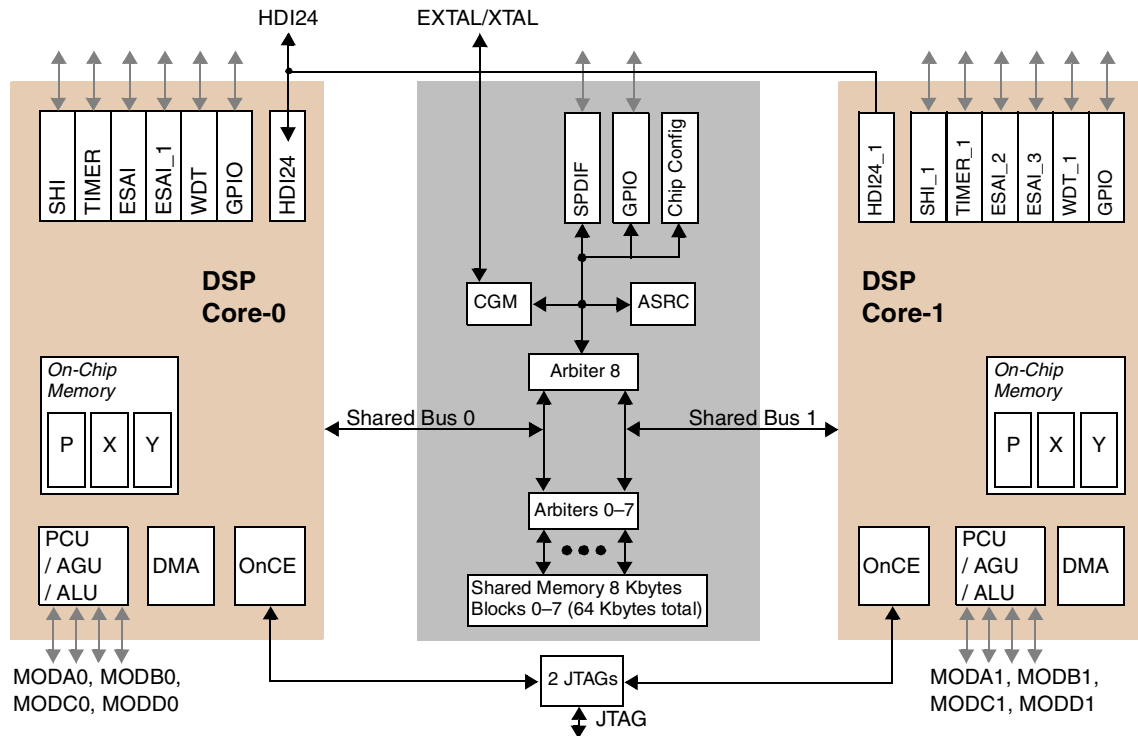 HDI24
EXTAL/XTAL
SHI
TIMER
ESAI
ESAI_1
WDT
GPIO
HDI24
SPDIF
GPIO
Chip Config
HDI24_1
SHI_1
TIMER_1
ESAI_2
ESAI_3
WDT_1
GPIO
DSP
Core-0
CGM
ASRC
DSP
Core-1
Arbiter 8
On-Chip
Memory
P
X
Y
Shared Bus 0
Shared Bus 1
On-Chip
Memory
P
X
Y
Arbiters 0–7
PCU
/ AGU
/ ALU
DMA
OnCE
Shared Memory 8 Kbytes
Blocks 0–7 (64 Kbytes total)
OnCE
PCU
/ AGU
/ ALU
DMA
MODA0, MODB0,
MODC0, MODD0
2 JTAGs
JTAG
MODA1, MODB1,
MODC1, MODD1